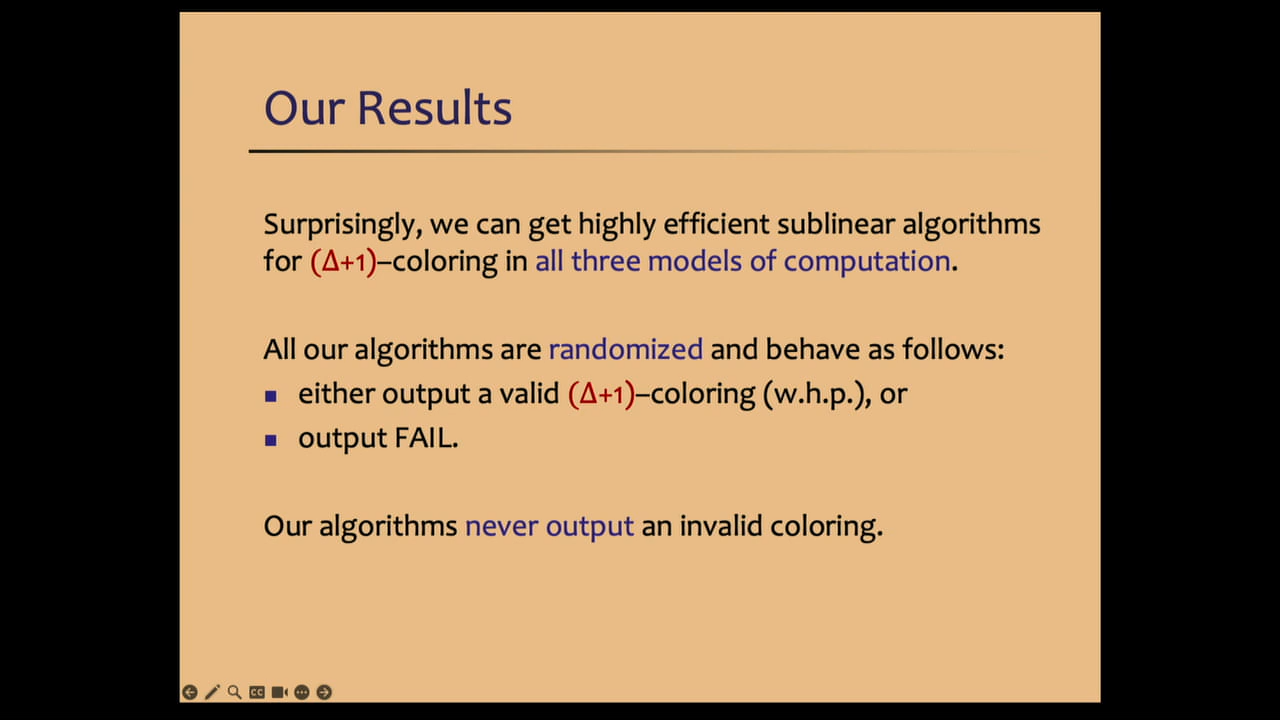 Our Results
Surprisingly, we can get highly efficient sublinear algorithms
for (Δ+1)–coloring in all three models of computation.
All our algorithms are randomized and behave as follows:
■ either output a valid (Δ+1)–coloring (w.h.p.), or
■ output FAIL.
Our algorithms never output an invalid coloring.
CC